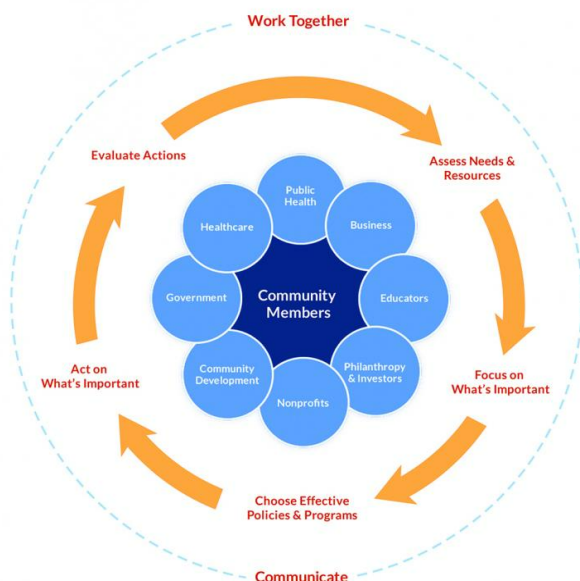 Work Together
Evaluate Actions
Assess Needs &
Resources
Public
Health
Healthcare
Business
Government
Community
Members
Educators
Community
Development
Philanthropy
& Investors
Nonprofits
Act on
What's Important
Focus on
What's Important
Choose Effective
Policies & Programs
Communicate